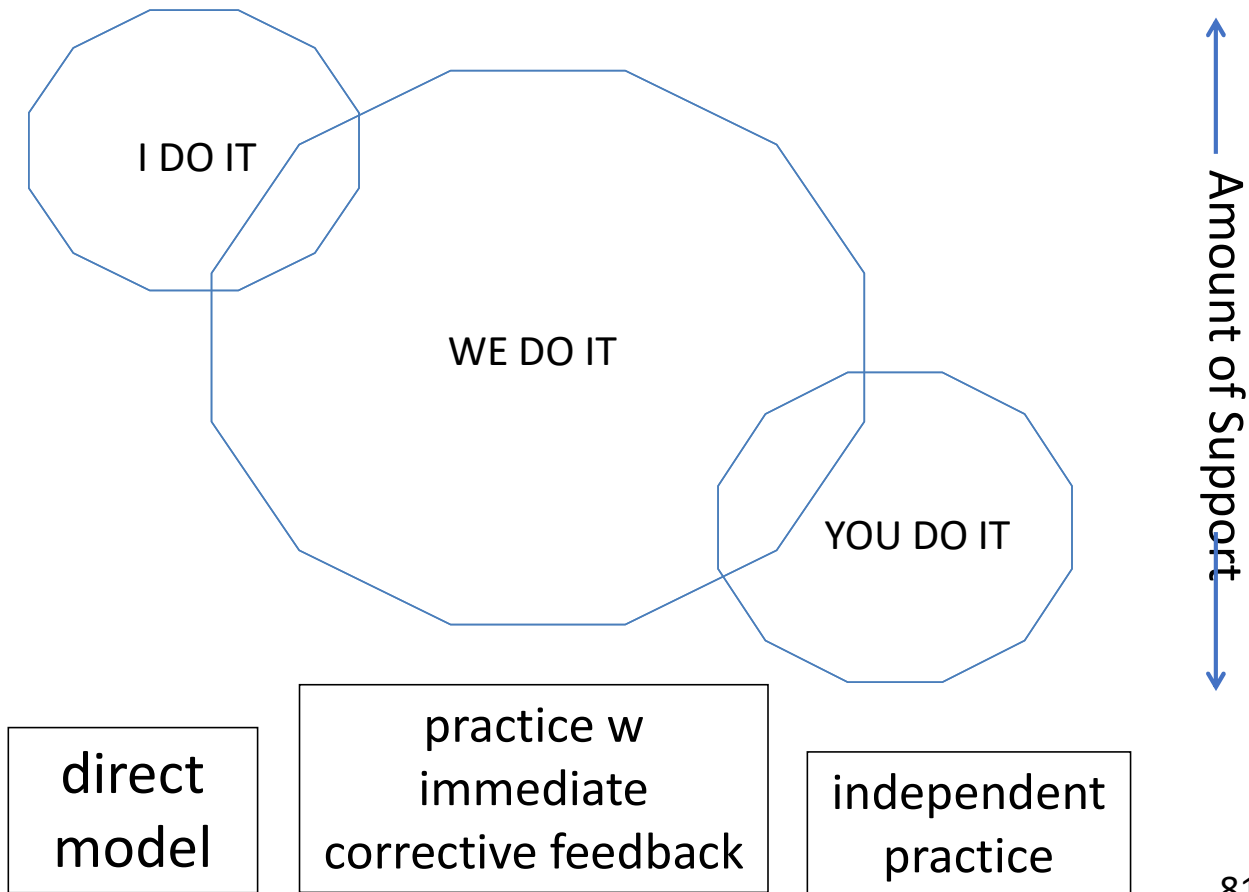 I DO IT
WE DO IT
YOU DO IT
Amount of Support
direct
model
practice w
immediate
corrective feedback
independent
practice
81